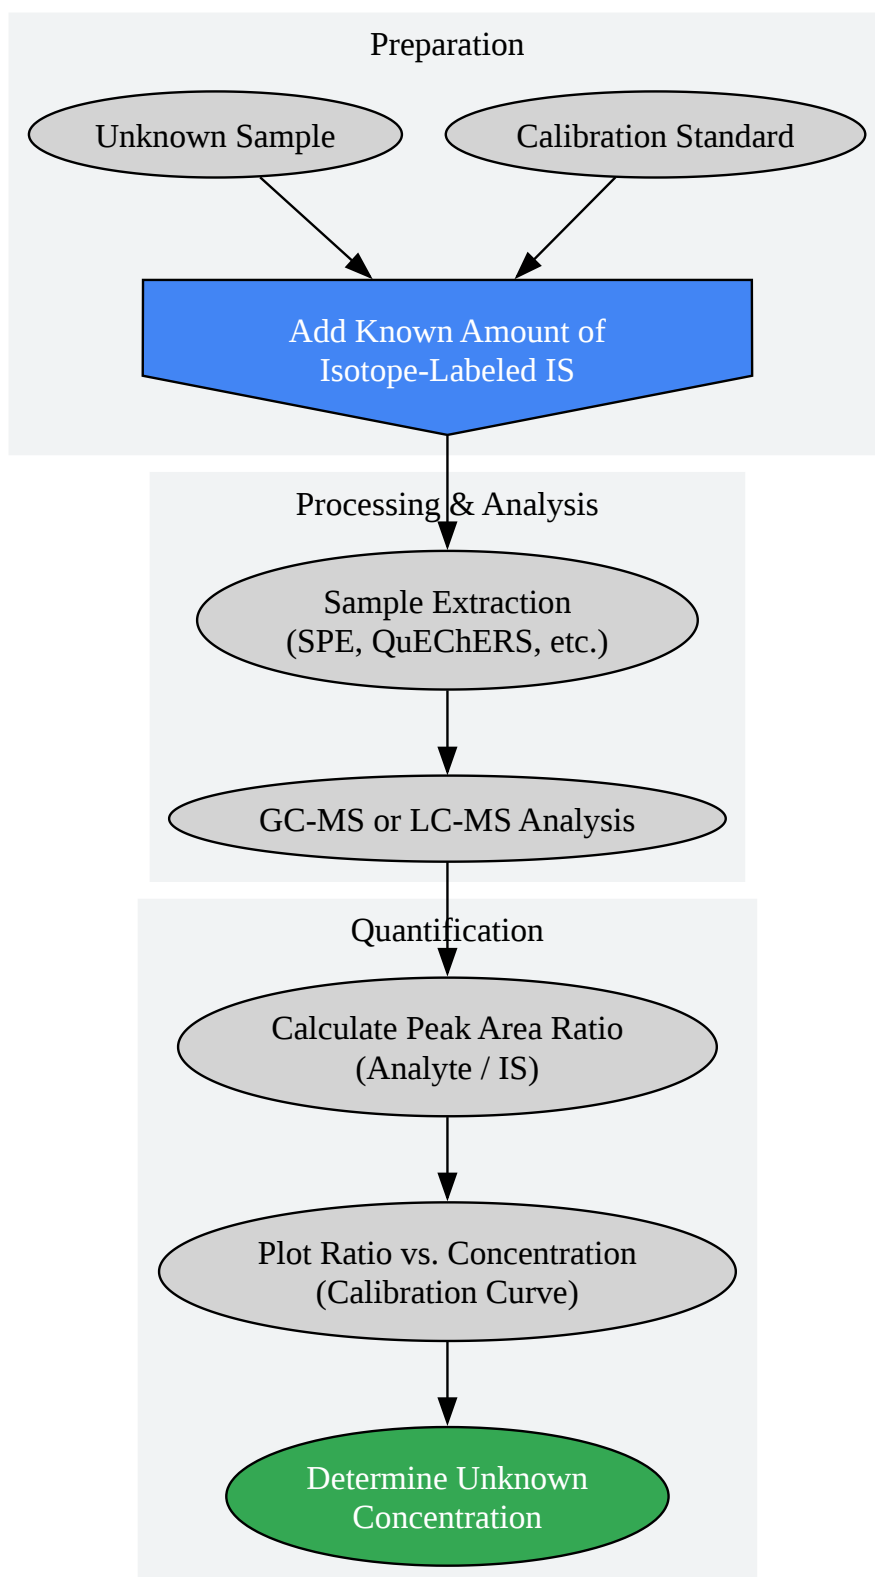 Preparation
Unknown Sample
Calibration Standard
Add Known Amount of
Isotope-Labeled IS
Processing & Analysis
Sample Extraction
(SPE, QuEChERS, etc.)
GC-MS or LC-MS Analysis
Quantification
Calculate Peak Area Ratio
(Analyte / IS)
Plot Ratio vs. Concentration
(Calibration Curve)
Determine Unknown
Concentration